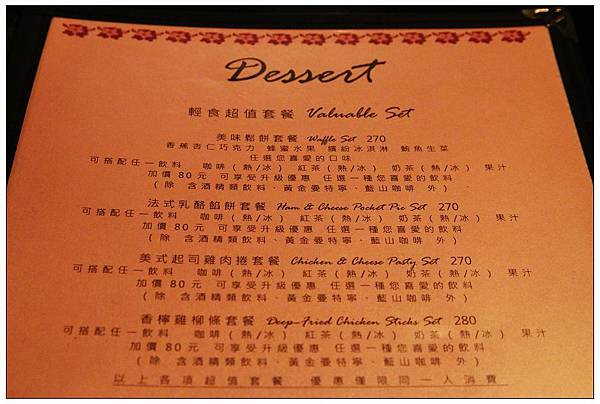 Dessert
輕食超值套餐 Valuable Set
美味鬆餅套餐 Waffle Set 270
香蕉杏仁巧克力 蜂蜜水果 繽紛冰淇淋 鮪魚生菜
任選您喜愛的口味
可搭配任一飲料 咖啡(熱/冰) 紅茶(熱/冰) 奶茶(熱/冰) 果汁
加價80元 可享受升級優惠 任選一種您喜愛的飲料
(除 含酒精類飲料、黃金曼特寧、藍山咖啡 外)
法式乳酪餡餅套餐 Ham & Cheese Pocket Pie Set 270
可搭配任一飲料 咖啡(熱/冰) 紅茶(熱/冰) 奶茶(熱/冰) 果汁
加價80元 可享受升級優惠 任選一種您喜愛的飲料
(除 含酒精類飲料、黃金曼特寧、藍山咖啡 外)
美式起司雞肉捲套餐 Chicken & Cheese Pasty Set 270
可搭配任一飲料 咖啡(熱/冰) 紅茶(熱/冰) 奶茶(熱/冰) 果汁
加價80元 可享受升級優惠 任選一種您喜愛的飲料
(除 含酒精類飲料、黃金曼特寧、藍山咖啡 外)
香檸雞柳條套餐 Deep-Fried Chicken Sticks Set 280
可搭配任一飲料 咖啡(熱/冰) 紅茶(熱/冰) 奶茶(熱/冰) 果汁
加價80元 可享受升級優惠 任選一種您喜愛的飲料
(除 含酒精類飲料、黃金曼特寧、藍山咖啡 外)
以上各項超值套餐 優惠僅限同一人消費